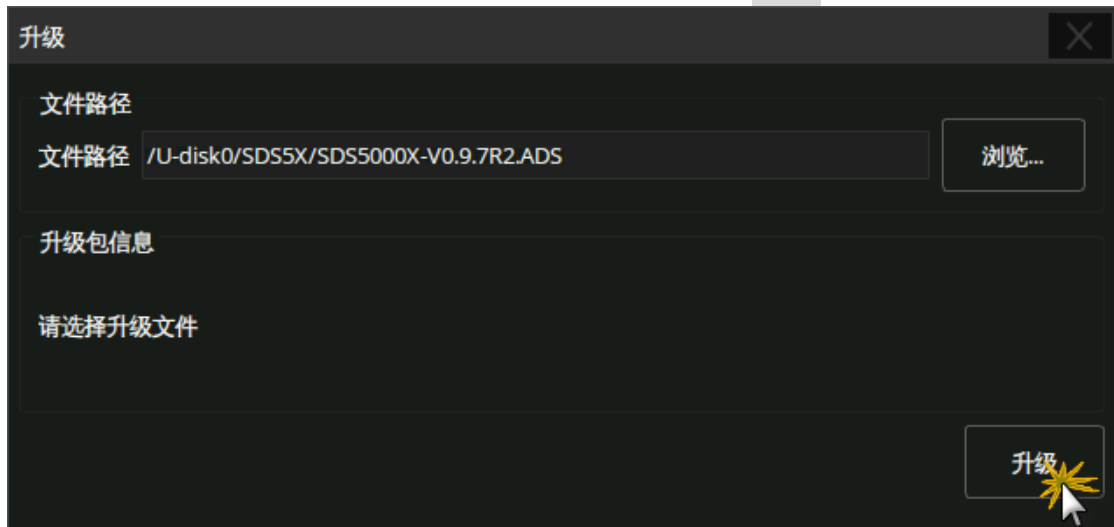 升级
文件路径
文件路径 /U-disk0/SDS5X/SDS5000X-V0.9.7R2.ADS 浏览...
升级包信息
请选择升级文件
升级